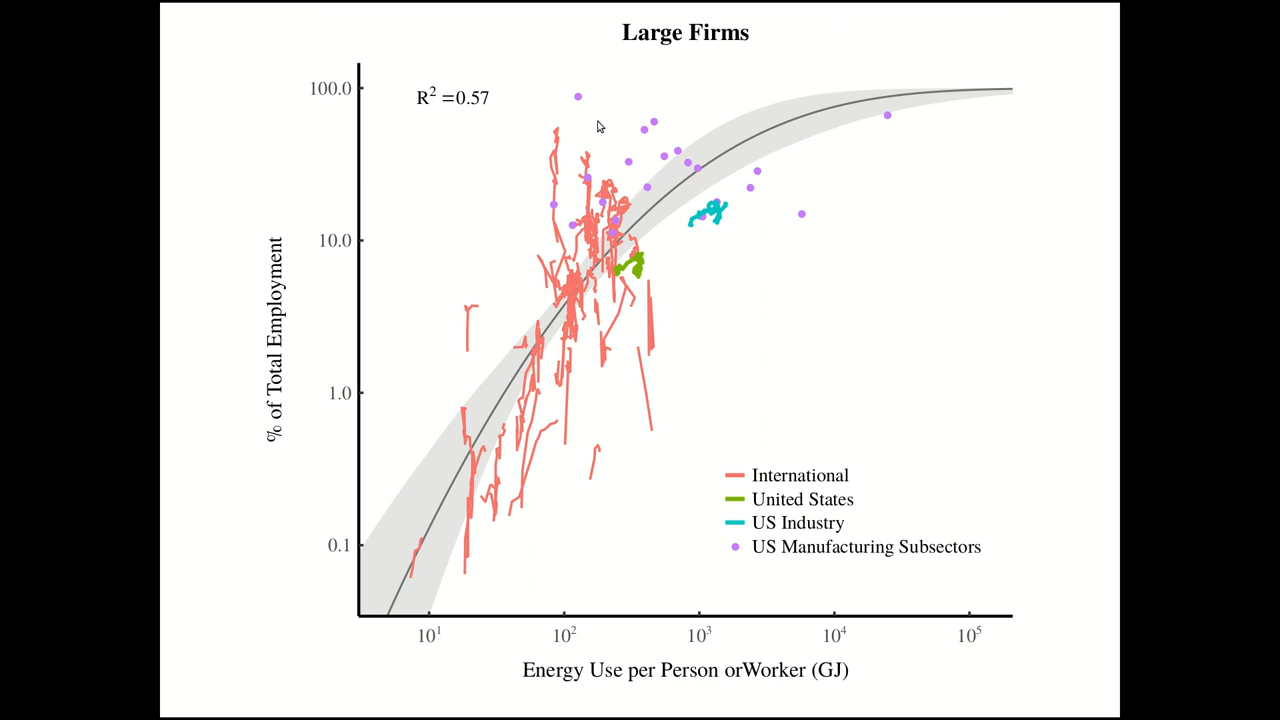 Large Firms
R² =0.57
% of Total Employment
100.0
10.0
1.0
0.1
International
United States
US Industry
US Manufacturing Subsectors
10¹ 10² 10³ 10⁴ 10⁵
Energy Use per Person orWorker (GJ)